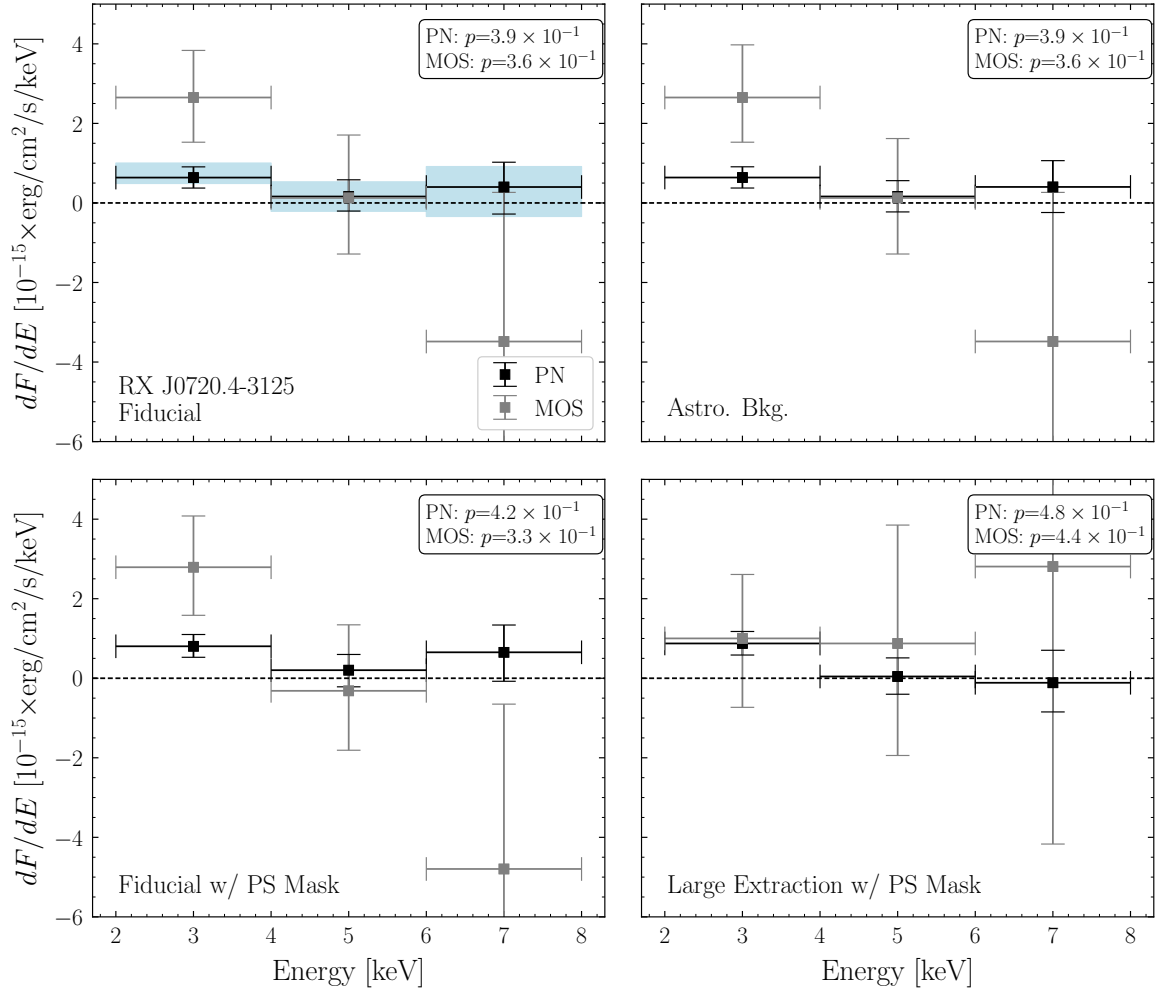 PN: p=3.9 × 10⁻¹
MOS: p=3.6 × 10⁻¹
PN: p=3.9 × 10⁻¹
MOS: p=3.6 × 10⁻¹
dF/dE [10⁻¹⁵×erg/cm²/s/keV]
4
2
0
−2
−4
−6
RX J0720.4-3125
Fiducial
PN
MOS
Astro. Bkg.
PN: p=4.2 × 10⁻¹
MOS: p=3.3 × 10⁻¹
PN: p=4.8 × 10⁻¹
MOS: p=4.4 × 10⁻¹
dF/dE [10⁻¹⁵×erg/cm²/s/keV]
4
2
0
−2
−4
−6
Fiducial w/ PS Mask
Large Extraction w/ PS Mask
2 3 4 5 6 7 8
2 3 4 5 6 7 8
Energy [keV]
Energy [keV]